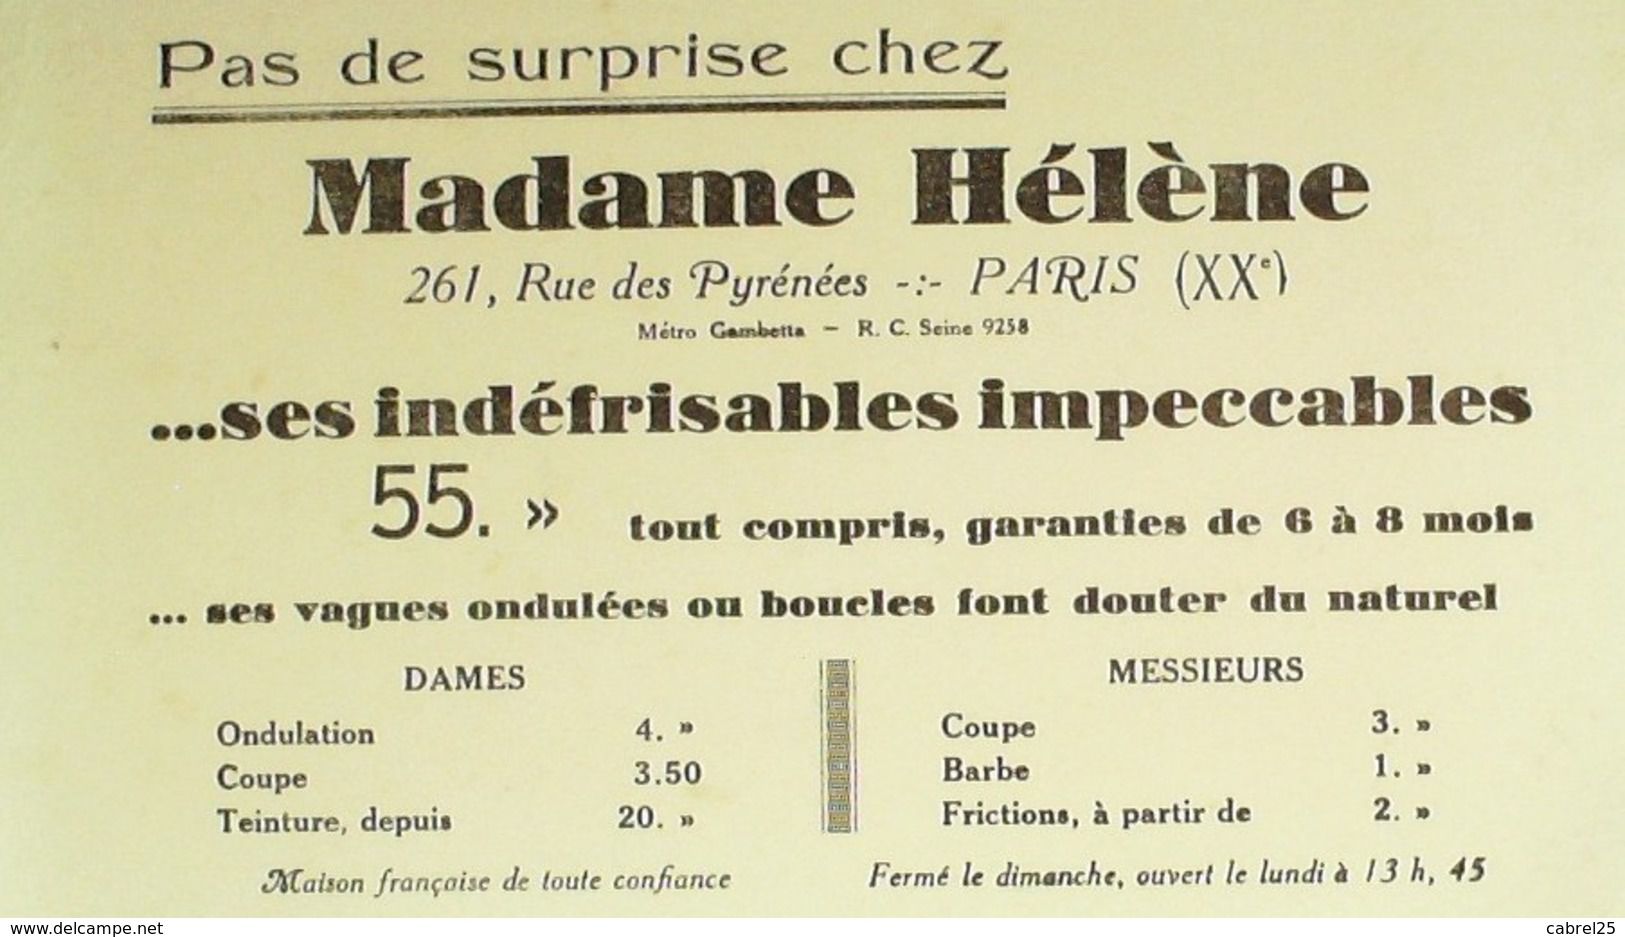 Pas de surprise chez
Madame Hélène
261, Rue des Pyrénées -:- PARIS (XXe)
Métro Gambetta — R. C. Seine 9258
...ses indéfrisables impeccables
55. » tout compris, garanties de 6 à 8 mois
... ses vagues ondulées ou boucles font douter du naturel
DAMES
Ondulation 4. »
Coupe 3.50
Teinture, depuis 20. »
MESSIEURS
Coupe 3. »
Barbe 1. »
Frictions, à partir de 2. »
Maison française de toute confiance
Fermé le dimanche, ouvert le lundi à 13 h, 45
www.delcampe.net
cabrel25